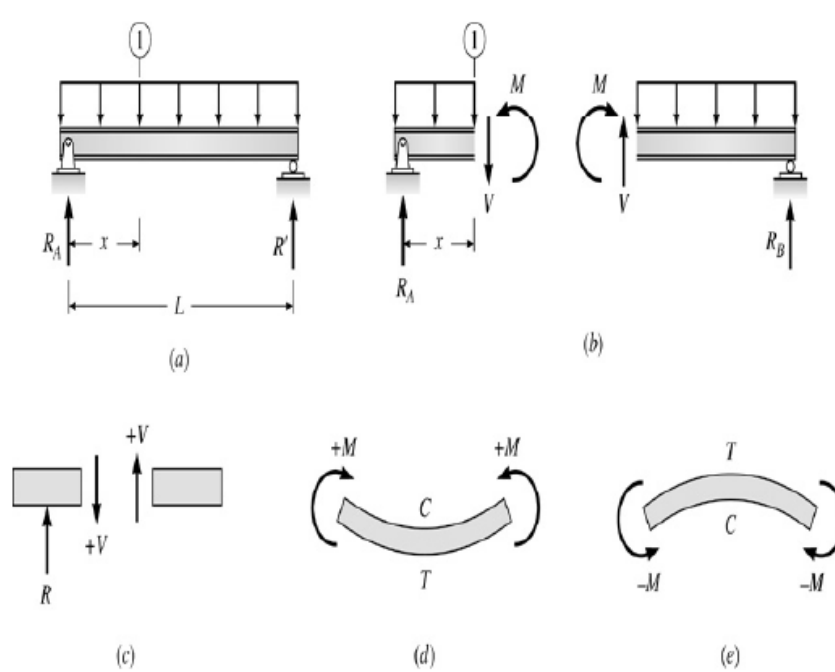 1
R_A
x
R'
L
(a)
1
M
V
x
R_A
M
V
R_B
(b)
+V
+V
R
(c)
+M
+M
C
T
(d)
T
C
–M
–M
(e)